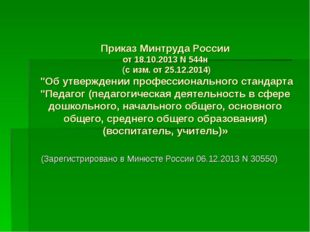 Приказ Минтруда России
от 18.10.2013 N 544н
(с изм. от 25.12.2014)
"Об утверждении профессионального стандарта
"Педагог (педагогическая деятельность в сфере
дошкольного, начального общего, основного
общего, среднего общего образования)
(воспитатель, учитель)»
(Зарегистрировано в Минюсте России 06.12.2013 N 30550)